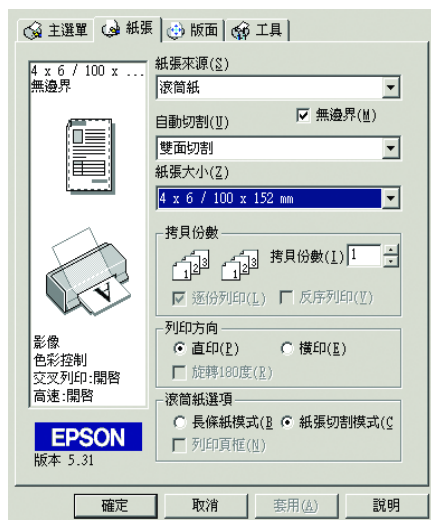 主選單 紙張 版面 工具
4 x 6 / 100 x ...
無邊界
紙張來源(S)
滾筒紙
自動切割(U)
無邊界(M)
雙面切割
紙張大小(Z)
4 x 6 / 100 x 152 mm
拷貝份數
拷貝份數(I) 1
1 2 3 1 2 3
逐份列印(L) 反序列印(V)
影像
色彩控制
交叉列印:開啓
高速:開啓
列印方向
直印(P) 橫印(E)
旋轉180度(R)
滾筒紙選項
長條紙模式(B 紙張切割模式(C
列印頁框(N)
EPSON
版本 5.31
確定 取消 套用(A) 說明